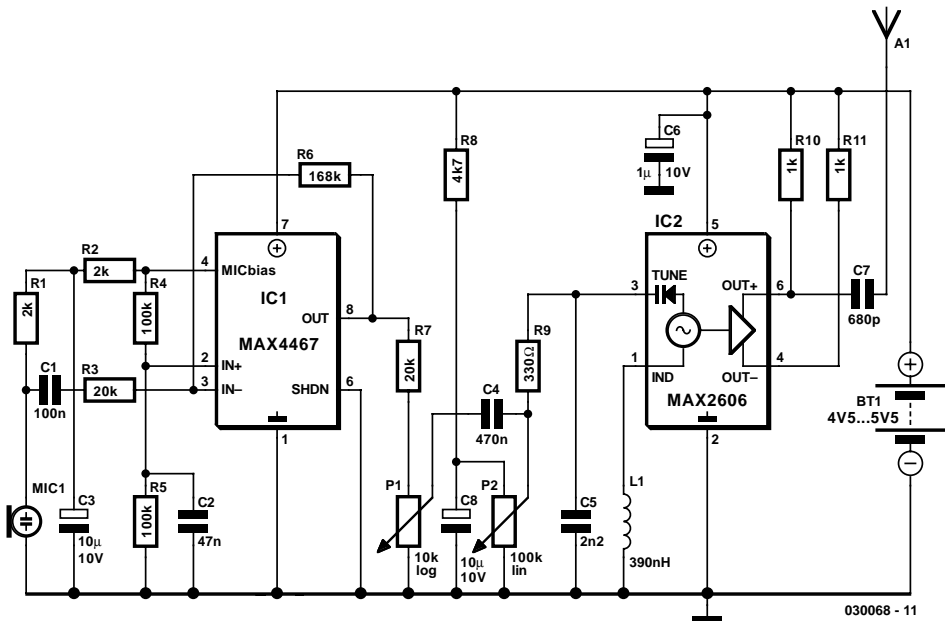 A1
R8
4k7
C6
1µ 10V
R10
1k
R11
1k
R6
168k
7
5
IC2
R2
2k
4
MICbias
R1
2k
R4
100k
IC1
MAX4467
OUT
8
R7
20k
2
IN+
3
IN–
C1
100n
R3
20k
SHDN
6
1
3
TUNE
OUT+
6
C7
680p
R9
330Ω
1
IND
OUT–
4
MAX2606
2
C4
470n
BT1
4V5...5V5
MIC1
C3
10µ
10V
R5
100k
C2
47n
P1
10k
log
C8
10µ
10V
P2
100k
lin
C5
2n2
L1
390nH
030068 - 11